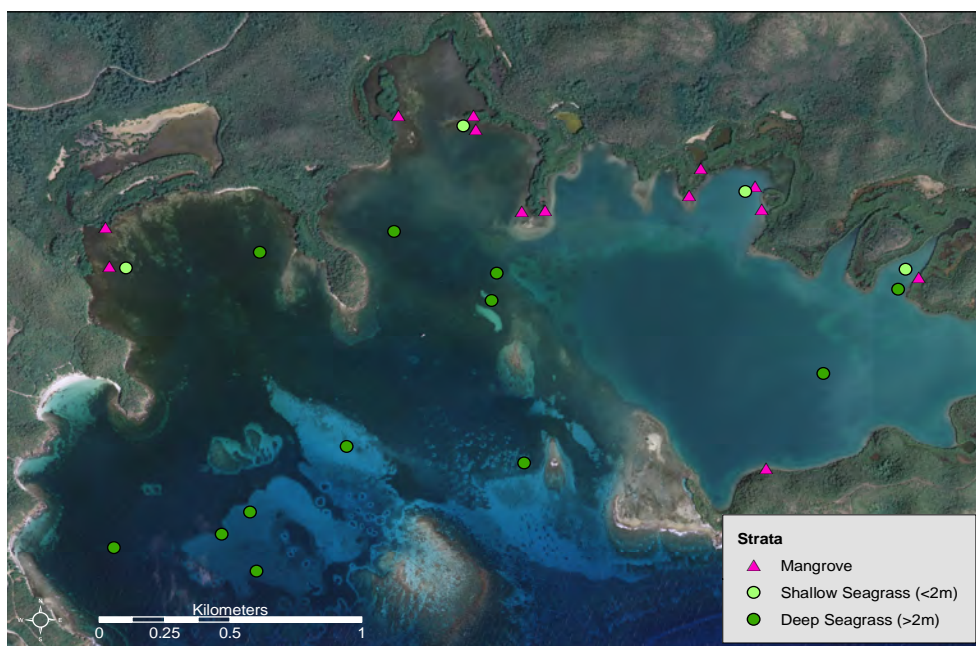 Strata
Mangrove
Shallow Seagrass (<2m)
Deep Seagrass (>2m)
N
W E
S
Kilometers
0 0.25 0.5 1